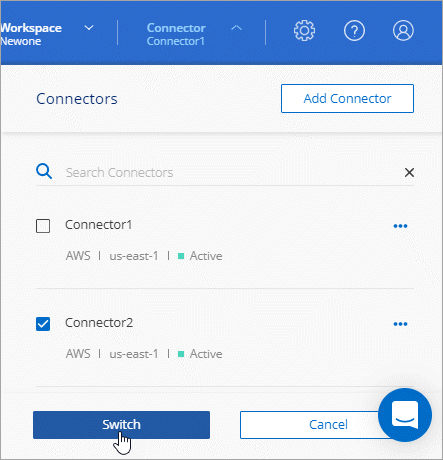 Workspace
Newone
Connector
Connector1
Connectors
Add Connector
Search Connectors
Connector1
AWS | us-east-1 | Active
Connector2
AWS | us-east-1 | Active
Switch
Cancel